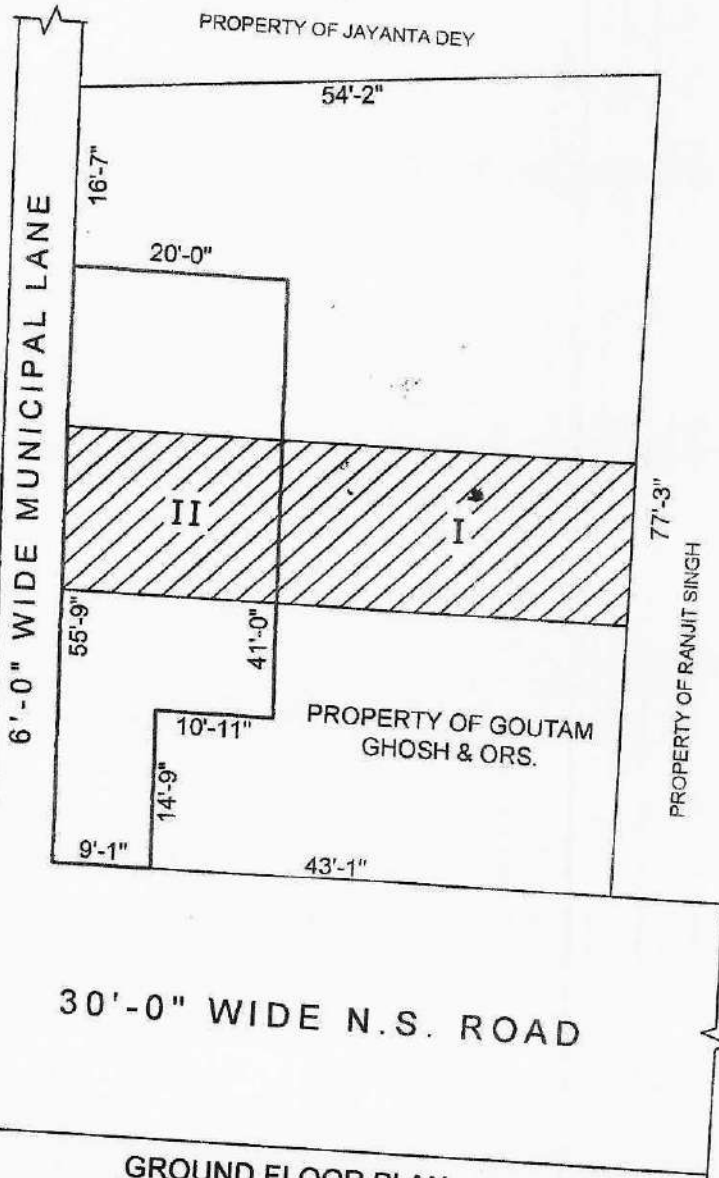 PROPERTY OF JAYANTA DEY
54'-2"
16'-7"
20'-0"
6'-0" WIDE MUNICIPAL LANE
II
I
77'-3"
55'-9"
41'-0"
PROPERTY OF RANJIT SINGH
10'-11"
PROPERTY OF GOUTAM
GHOSH & ORS.
14'-9"
9'-1"
43'-1"
30'-0" WIDE N.S. ROAD
GROUND FLOOR PLAN